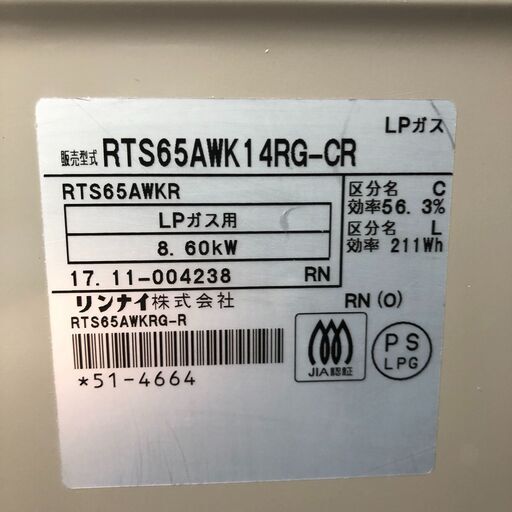 LPガス
販売型式 RTS65AWK14RG-CR
RTS65AWKR
LPガス用
8.60kW
17.11-004238 RN
区分名 C
効率56.3%
区分名 L
効率 211Wh
リンナイ株式会社
RN(O)
RTS65AWKRG-R
*51-4664
JIA認証
PS
LPG